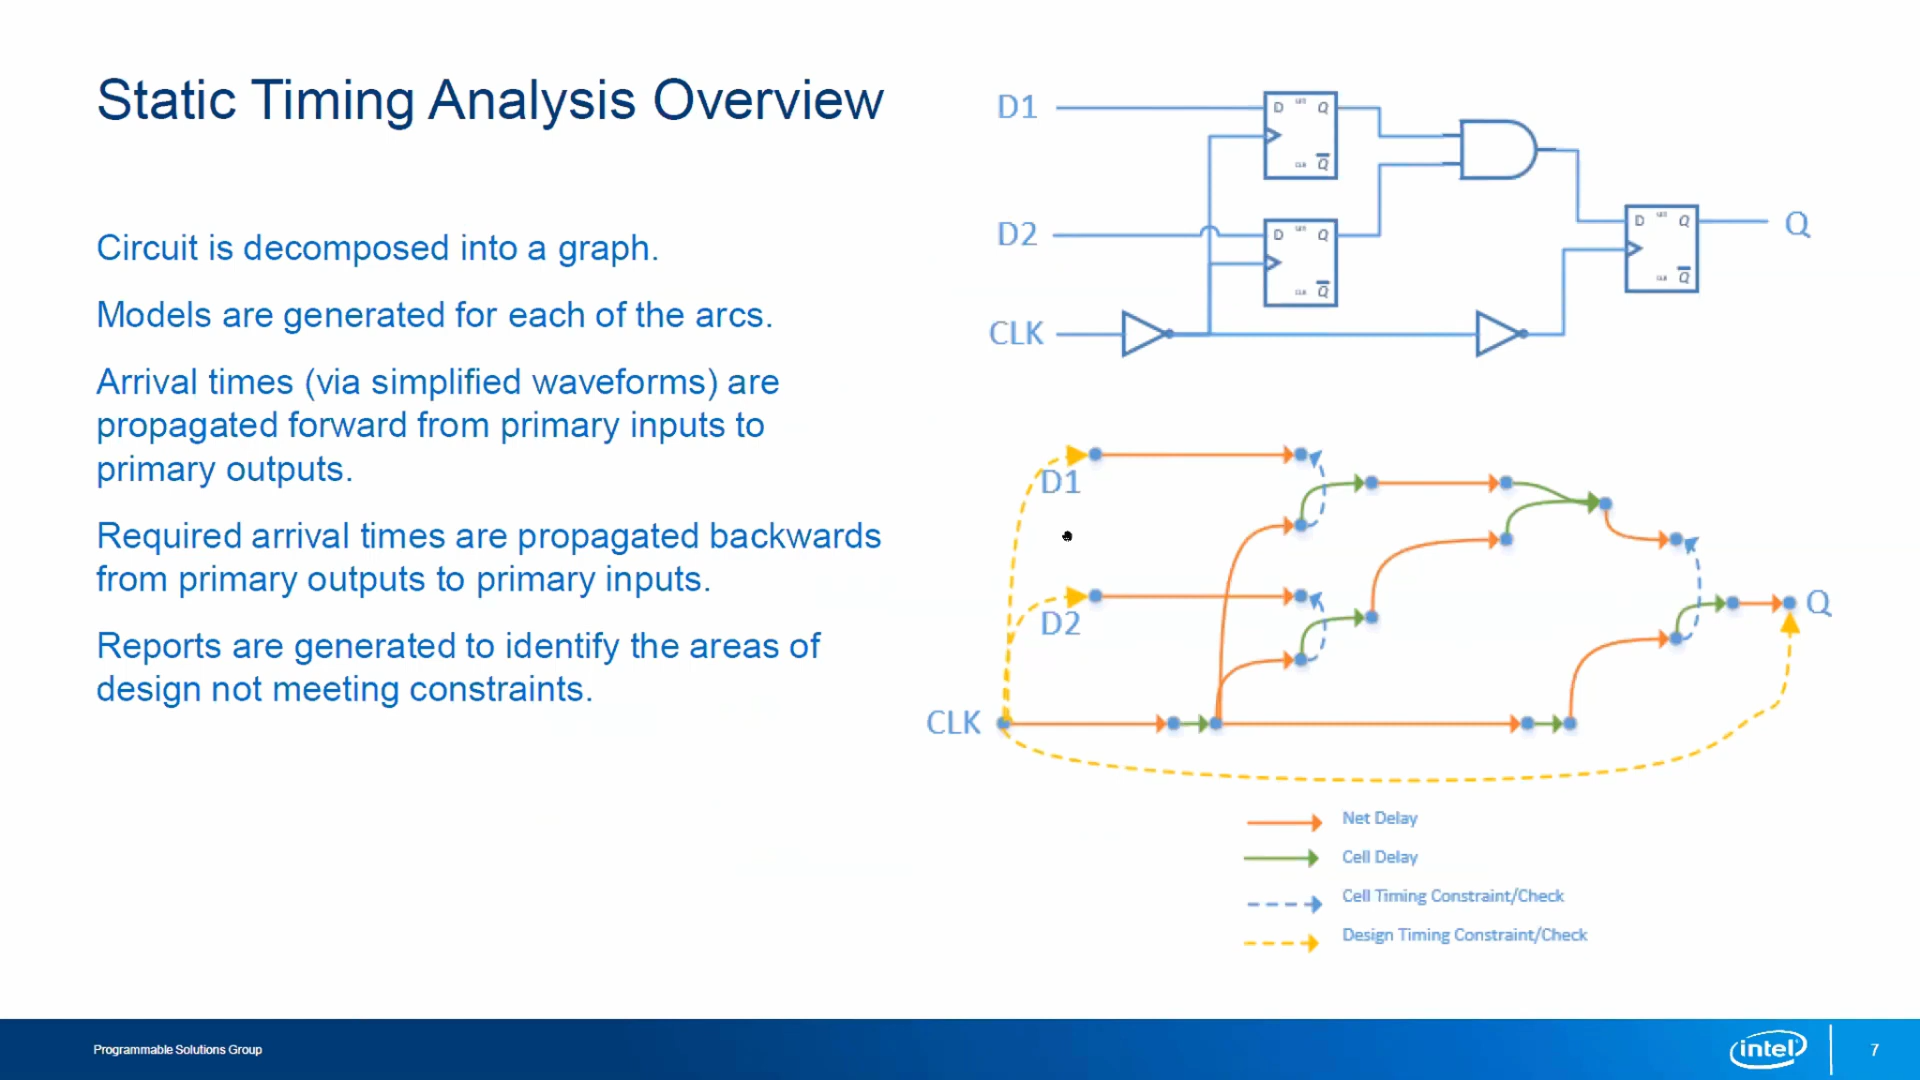 Static Timing Analysis Overview
Circuit is decomposed into a graph.
Models are generated for each of the arcs.
Arrival times (via simplified waveforms) are
propagated forward from primary inputs to
primary outputs.
Required arrival times are propagated backwards
from primary outputs to primary inputs.
Reports are generated to identify the areas of
design not meeting constraints.
D1
D Q
Q
D2
D Q
Q
D Q
Q
Q
CLK
D1
D2
Q
CLK
Net Delay
Cell Delay
Cell Timing Constraint/Check
Design Timing Constraint/Check
Programmable Solutions Group
intel
7